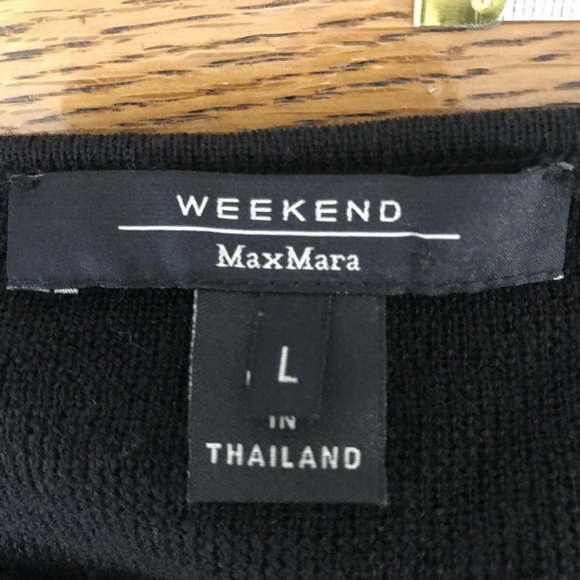 WEEKEND
MaxMara
L
IN
THAILAND